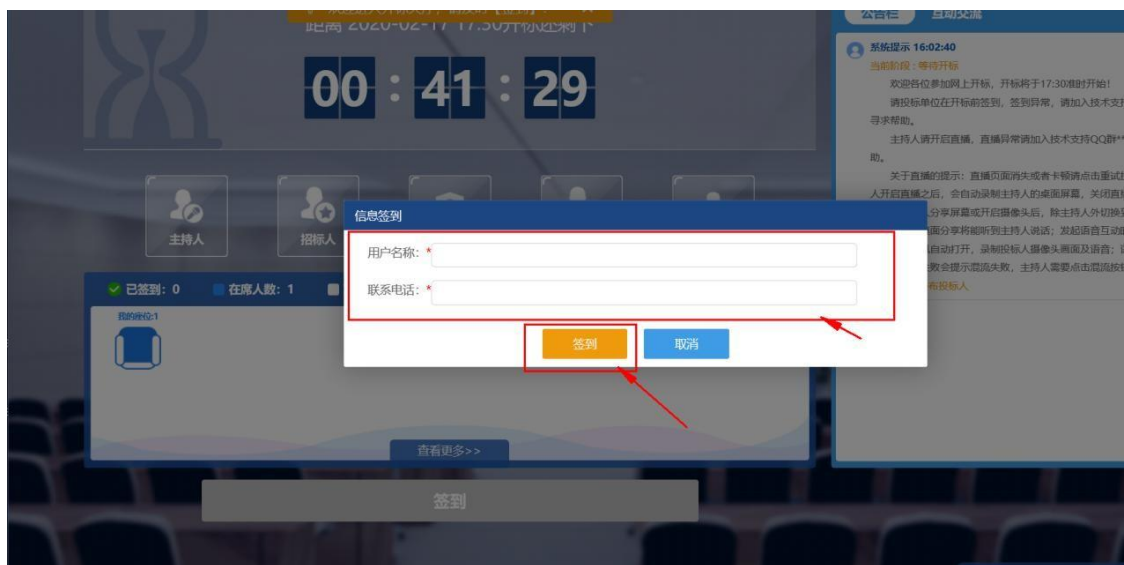 公告栏 互动交流
距离 2020-02-17 17:30开标还剩下
00 : 41 : 29
系统提示 16:02:40
当前阶段：等待开标
欢迎各位参加网上开标，开标将于17:30准时开始！
请投标单位在开标前签到，签到异常，请加入技术支持
寻求帮助。
主持人请开启直播，直播异常请加入技术支持QQ群**
助。
关于直播的提示：直播页面消失或者卡顿请点击重试
人开启直播之后，会自动录制主持人的桌面屏幕，关闭直播
分享屏幕或开启摄像头后，除主持人外切换
面分享将能听到主持人说话；发起语音互动
自动打开，录制投标人摄像头画面及语音；
败会提示混流失败，主持人需要点击混流按钮
布投标人
主持人
招标人
信息签到
用户名称：*
联系电话：*
签到 取消
已签到：0 在席人数：1
我的座位:1
查看更多>>
签到